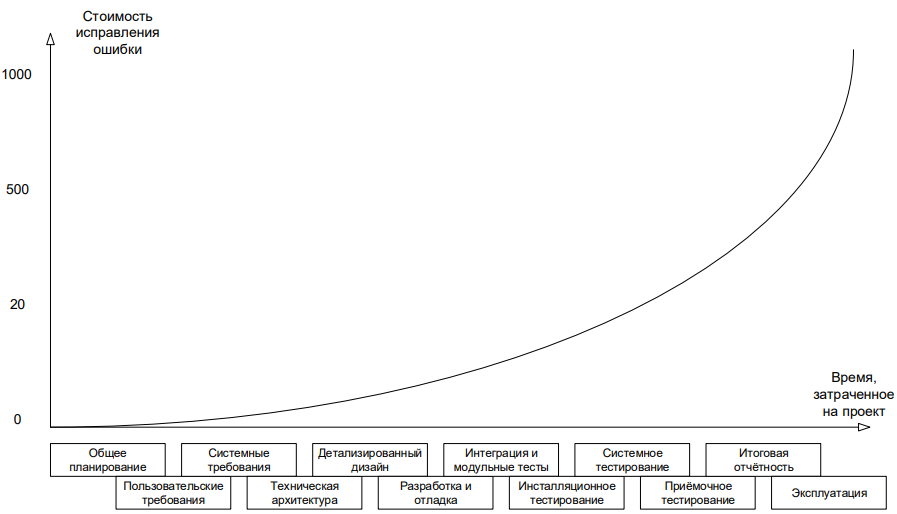 Стоимость
исправления
ошибки
1000
500
20
0
Время,
затраченное
на проект
Общее
планирование
Системные
требования
Детализированный
дизайн
Интеграция и
модульные тесты
Системное
тестирование
Итоговая
отчётность
Пользовательские
требования
Техническая
архитектура
Разработка и
отладка
Инсталляционное
тестирование
Приёмочное
тестирование
Эксплуатация